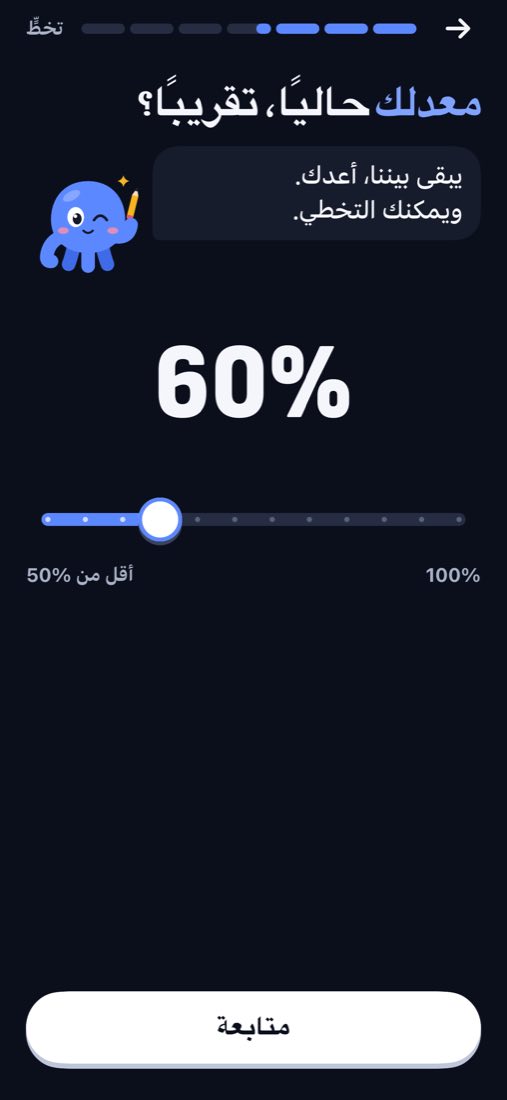 تخطٍّ
معدلك حاليًا، تقريبًا؟
يبقى بيننا، أعدك.
ويمكنك التخطي.
60%
100%
أقل من 50%
متابعة